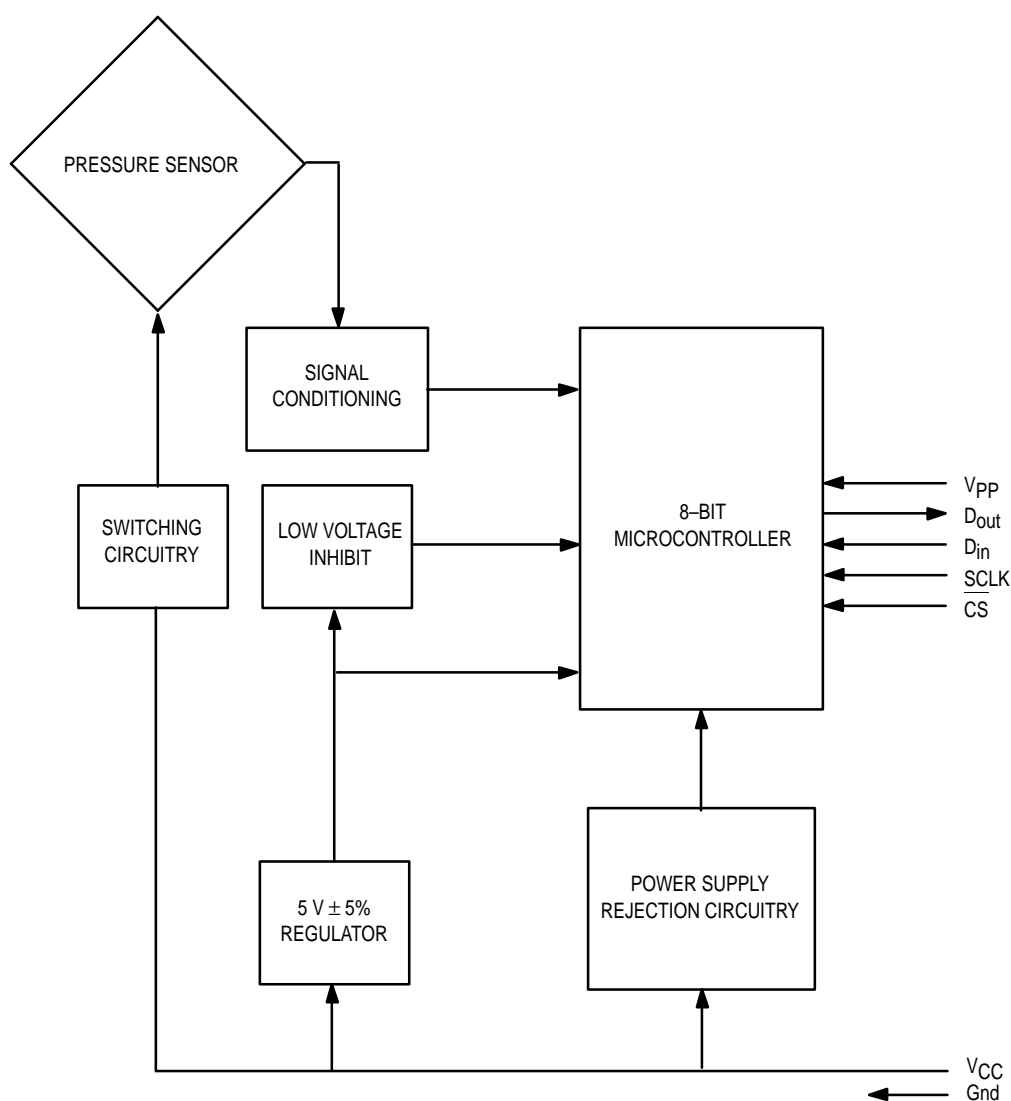 PRESSURE SENSOR
SIGNAL
CONDITIONING
SWITCHING
CIRCUITRY
LOW VOLTAGE
INHIBIT
8–BIT
MICROCONTROLLER
VPP
Dout
Din
SCLK
C̅S̅
5 V ± 5%
REGULATOR
POWER SUPPLY
REJECTION CIRCUITRY
VCC
Gnd